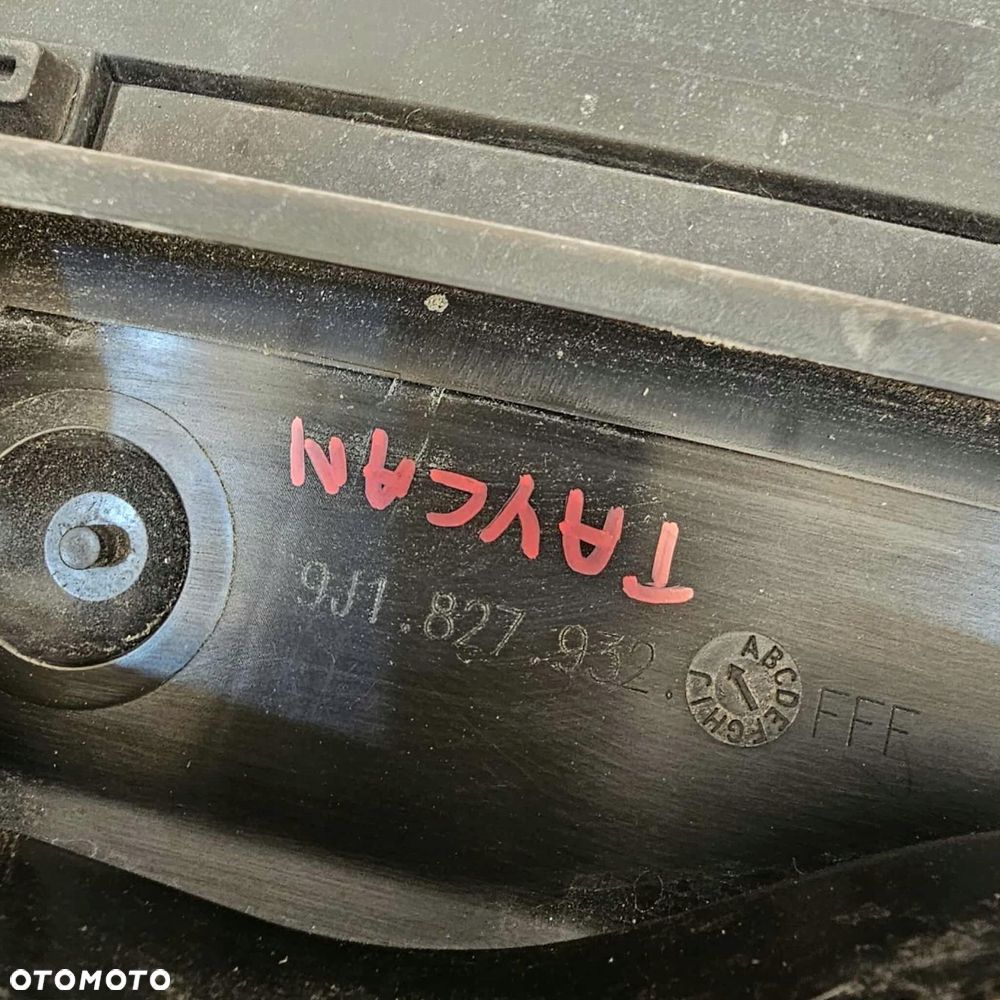 TAYCAN
9J1.827.932.
ABCDEFGHIJ
FFF
OTOMOTO